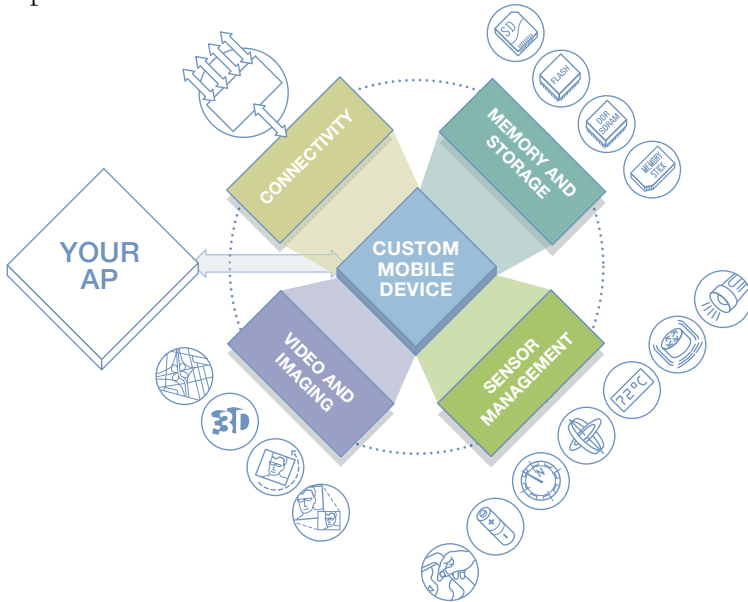 SD
FLASH
DDR
SDRAM
MEMORY
STICK
CONNECTIVITY
MEMORY AND
STORAGE
YOUR
AP
CUSTOM
MOBILE
DEVICE
VIDEO AND
IMAGING
SENSOR
MANAGEMENT
72°C
3D
N